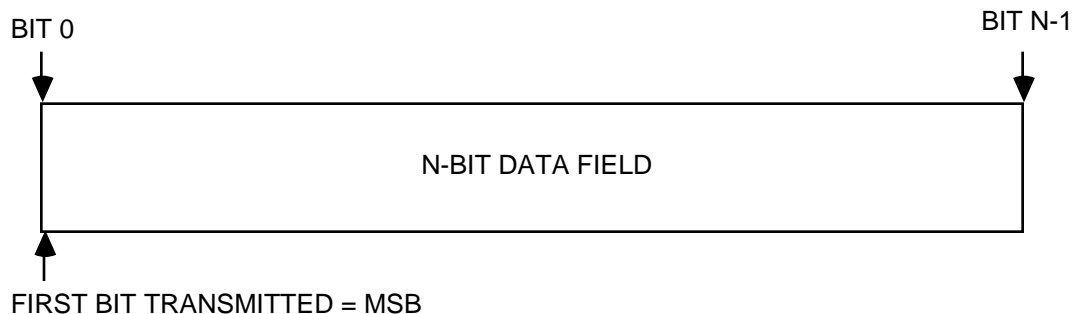 BIT 0
BIT N-1
N-BIT DATA FIELD
FIRST BIT TRANSMITTED = MSB